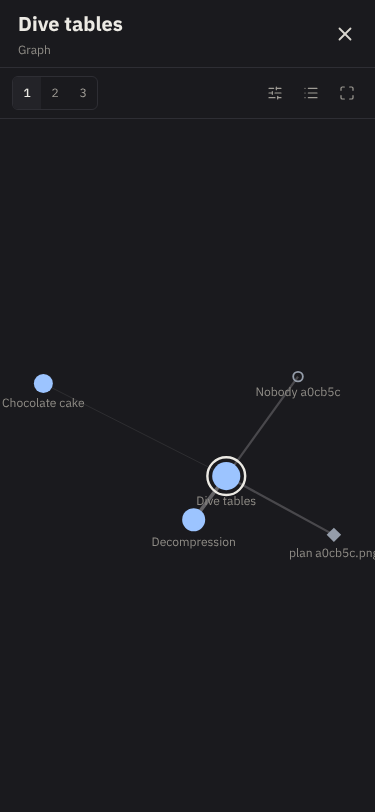 Dive tables
Graph
1 2 3
Nobody a0cb5c
Chocolate cake
Dive tables
Decompression
plan a0cb5c.png